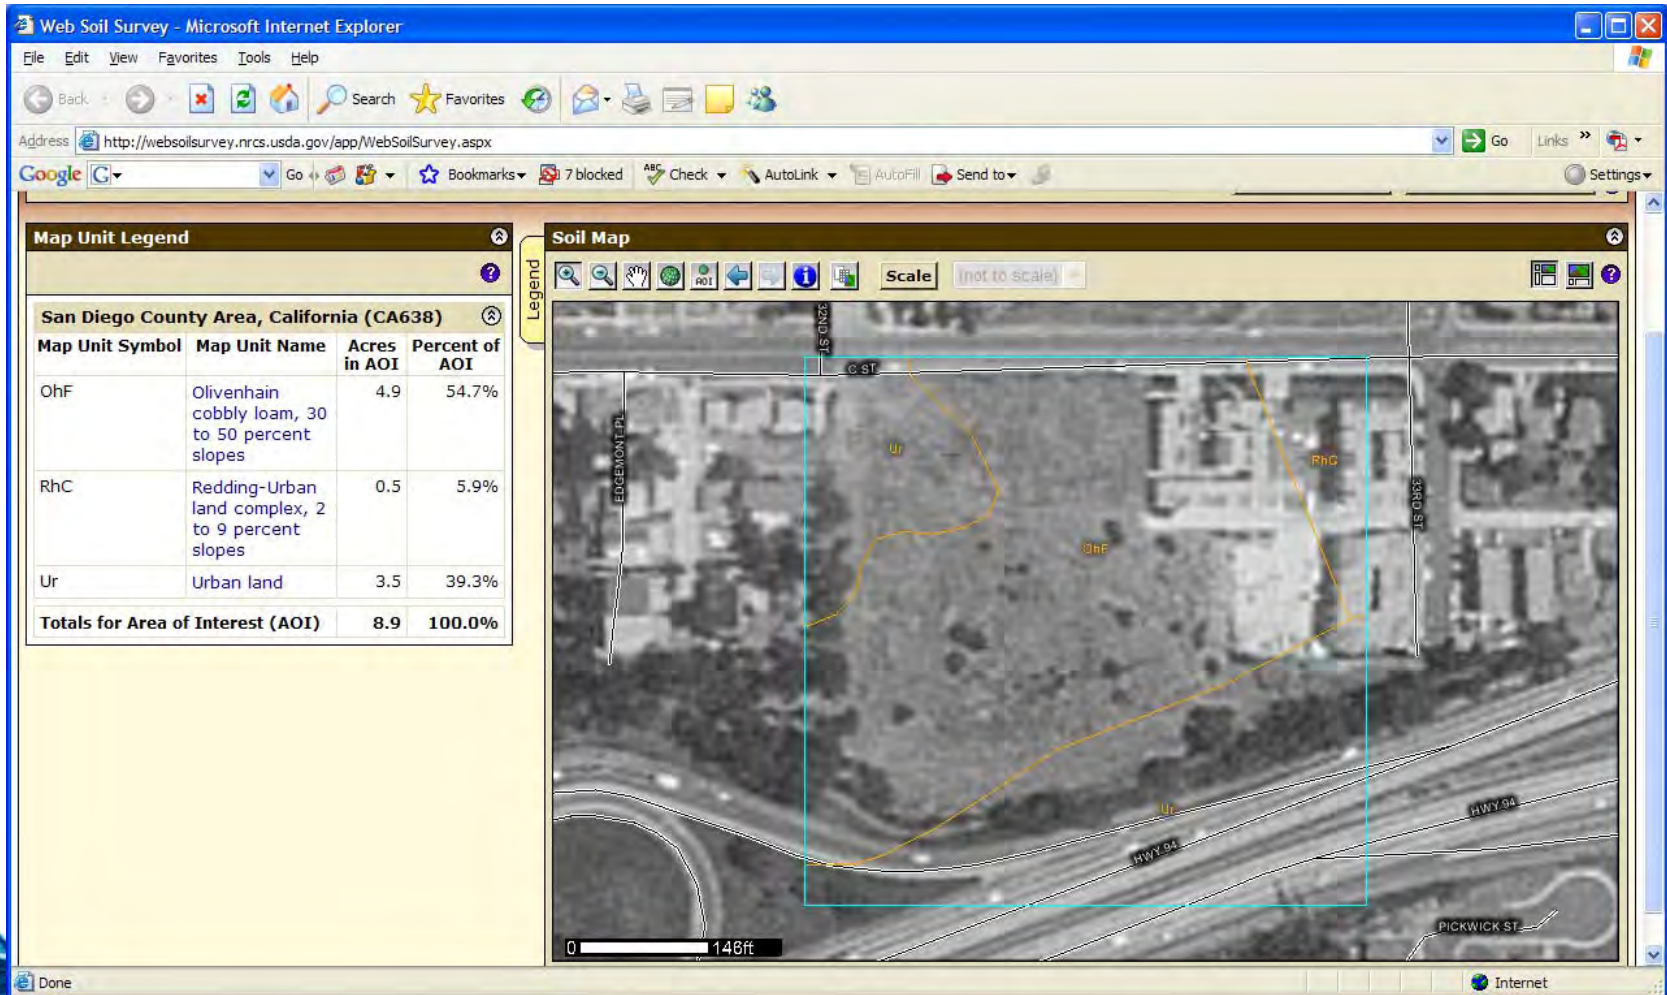 Web Soil Survey - Microsoft Internet Explorer
File Edit View Favorites Tools Help
Back Search Favorites
Address http://websoilsurvey.nrcs.usda.gov/app/WebSoilSurvey.aspx Go Links »
Google G Go Bookmarks 7 blocked ABC Check AutoLink AutoFill Send to Settings
Map Unit Legend
?
San Diego County Area, California (CA638)
Map Unit Symbol Map Unit Name Acres in AOI Percent of AOI
OhF Olivenhain cobbly loam, 30 to 50 percent slopes 4.9 54.7%
RhC Redding-Urban land complex, 2 to 9 percent slopes 0.5 5.9%
Ur Urban land 3.5 39.3%
Totals for Area of Interest (AOI) 8.9 100.0%
Legend
Soil Map
AOI i Scale (not to scale) ?
32ND ST
C ST
EDGEMONT PL
Ur
RhC
33RD ST
OhF
Ur
HWY 94
HWY 94
PICKWICK ST
0 146ft
Done Internet